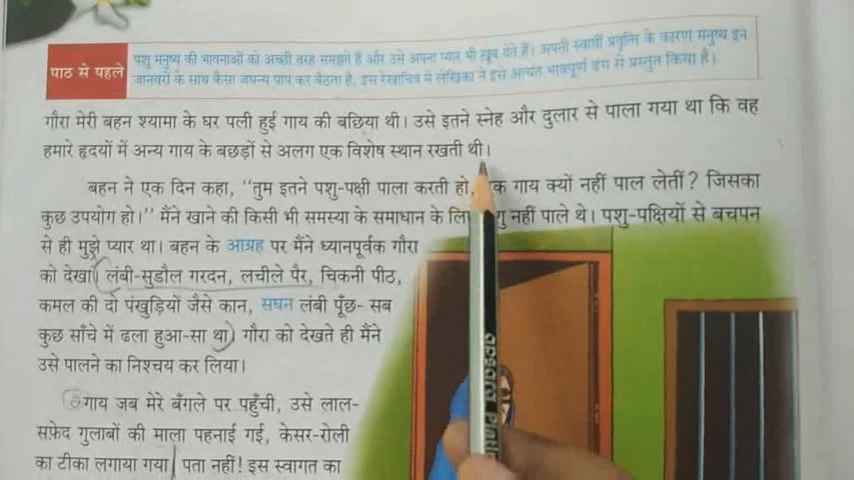 पाठ से पहले
पशु मनुष्य की भावनाओं को अच्छी तरह समझते हैं और उसे अपना प्यार भी खूब देते हैं। अपनी स्वार्थी प्रवृत्ति के कारण मनुष्य इन
जानवरों के साथ कैसा जघन्य पाप कर बैठता है, इस रेखाचित्र में लेखिका ने इसे अत्यंत भावपूर्ण ढंग से प्रस्तुत किया है।
गौरा मेरी बहन श्यामा के घर पली हुई गाय की बछिया थी। उसे इतने स्नेह और दुलार से पाला गया था कि वह
हमारे हृदयों में अन्य गाय के बछड़ों से अलग एक विशेष स्थान रखती थी।
बहन ने एक दिन कहा, ''तुम इतने पशु-पक्षी पाला करती हो, क गाय क्यों नहीं पाल लेतीं? जिसका
कुछ उपयोग हो।'' मैंने खाने की किसी भी समस्या के समाधान के लि शु नहीं पाले थे। पशु-पक्षियों से बचपन
से ही मुझे प्यार था। बहन के आग्रह पर मैंने ध्यानपूर्वक गौरा
को देखा। लंबी-सुडौल गरदन, लचीले पैर, चिकनी पीठ,
कमल की दो पंखुड़ियों जैसे कान, सघन लंबी पूँछ- सब
कुछ साँचे में ढला हुआ-सा था। गौरा को देखते ही मैंने
उसे पालने का निश्चय कर लिया।
गाय जब मेरे बँगले पर पहुँची, उसे लाल-
सफ़ेद गुलाबों की माला पहनाई गई, केसर-रोली
का टीका लगाया गया। पता नहीं! इस स्वागत का
apsara Platinum